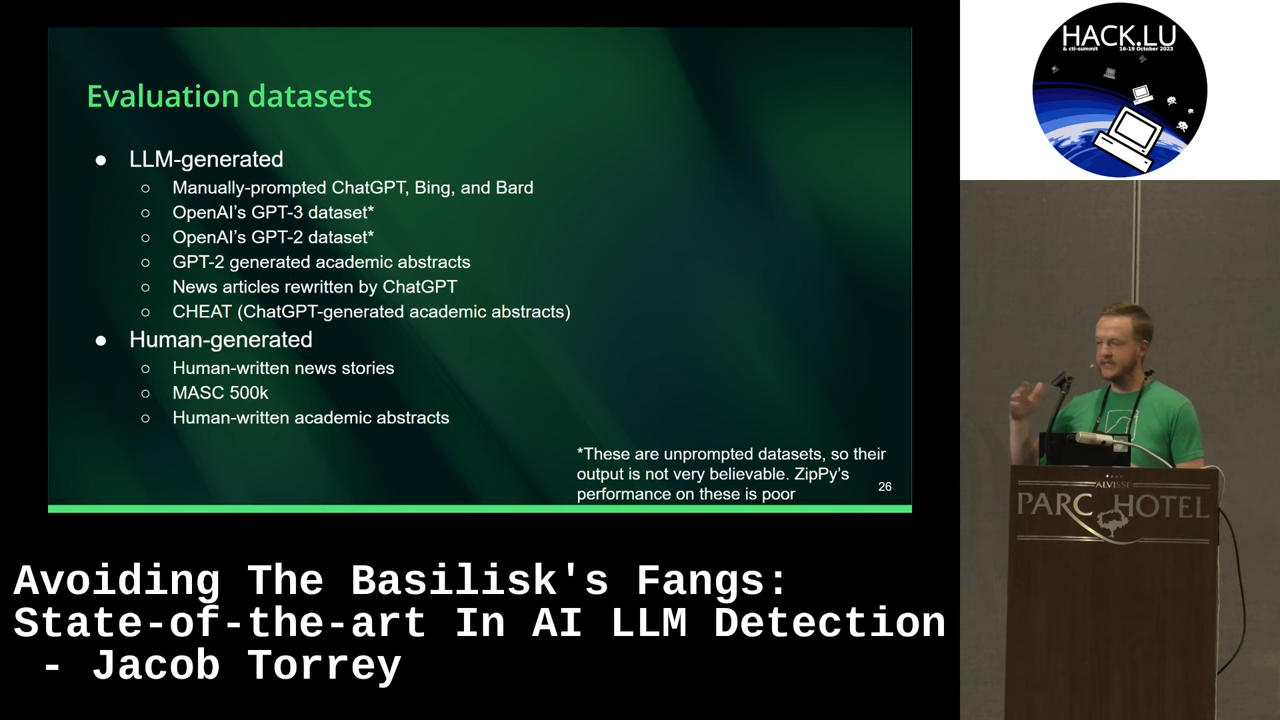 Evaluation datasets
● LLM-generated
○ Manually-prompted ChatGPT, Bing, and Bard
○ OpenAI’s GPT-3 dataset*
○ OpenAI’s GPT-2 dataset*
○ GPT-2 generated academic abstracts
○ News articles rewritten by ChatGPT
○ CHEAT (ChatGPT-generated academic abstracts)
● Human-generated
○ Human-written news stories
○ MASC 500k
○ Human-written academic abstracts
*These are unprompted datasets, so their
output is not very believable. ZipPy’s
performance on these is poor
26
HACK.LU
& cti-summit 16-19 October 2023
ALVISSE
PARC HOTEL
Avoiding The Basilisk's Fangs:
State-of-the-art In AI LLM Detection
- Jacob Torrey